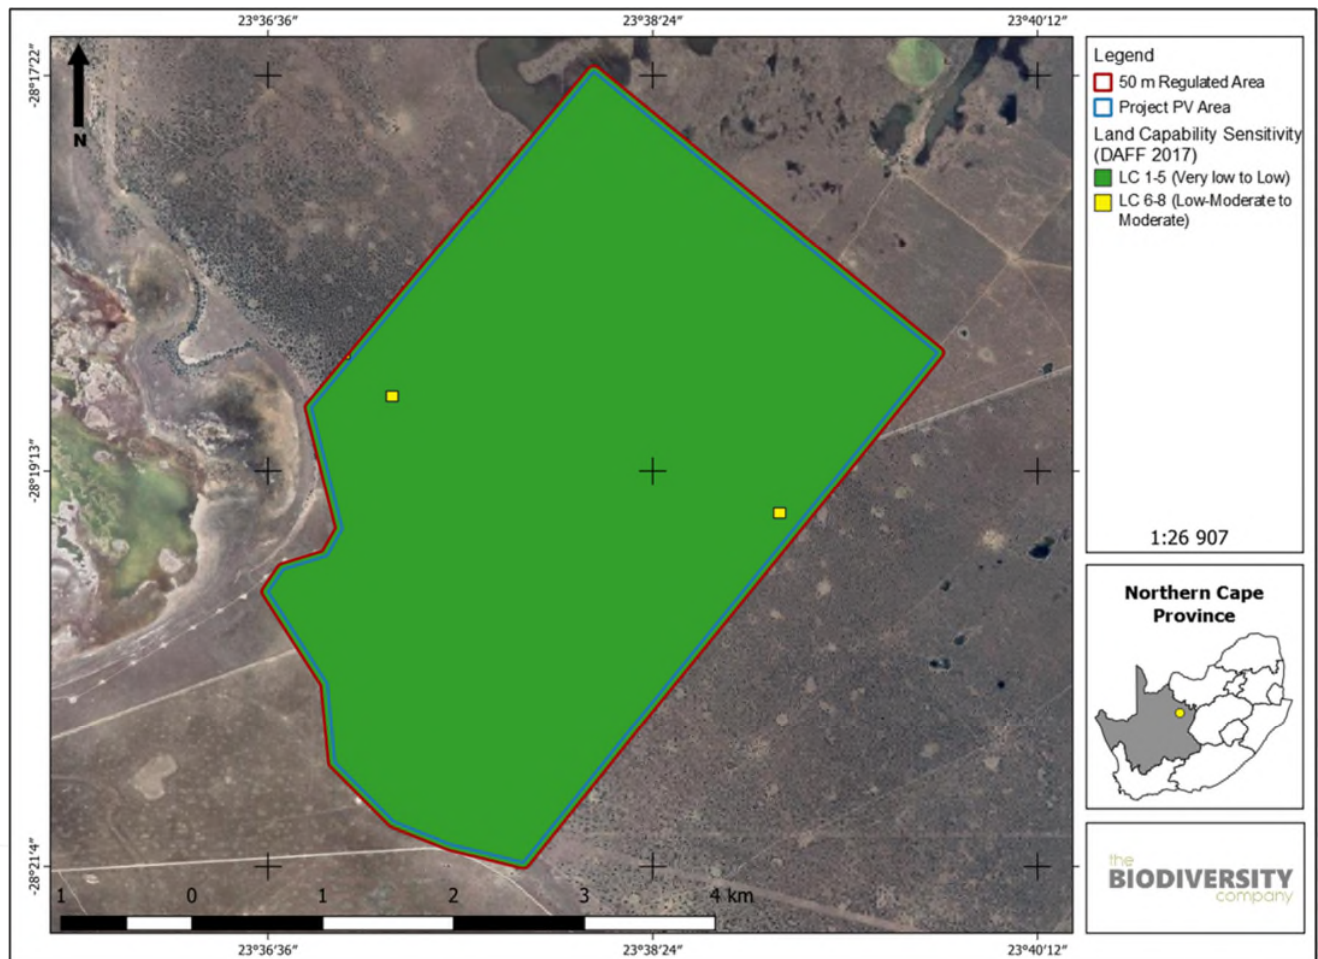 23°36'36"
23°38'24"
23°40'12"
-28°17'22"
-28°19'13"
-28°21'4"
N
1
0
1
2
3
4 km
23°36'36"
23°38'24"
23°40'12"
Legend
50 m Regulated Area
Project PV Area
Land Capability Sensitivity
(DAFF 2017)
LC 1-5 (Very low to Low)
LC 6-8 (Low-Moderate to
Moderate)
1:26 907
Northern Cape
Province
the
BIODIVERSITY
company